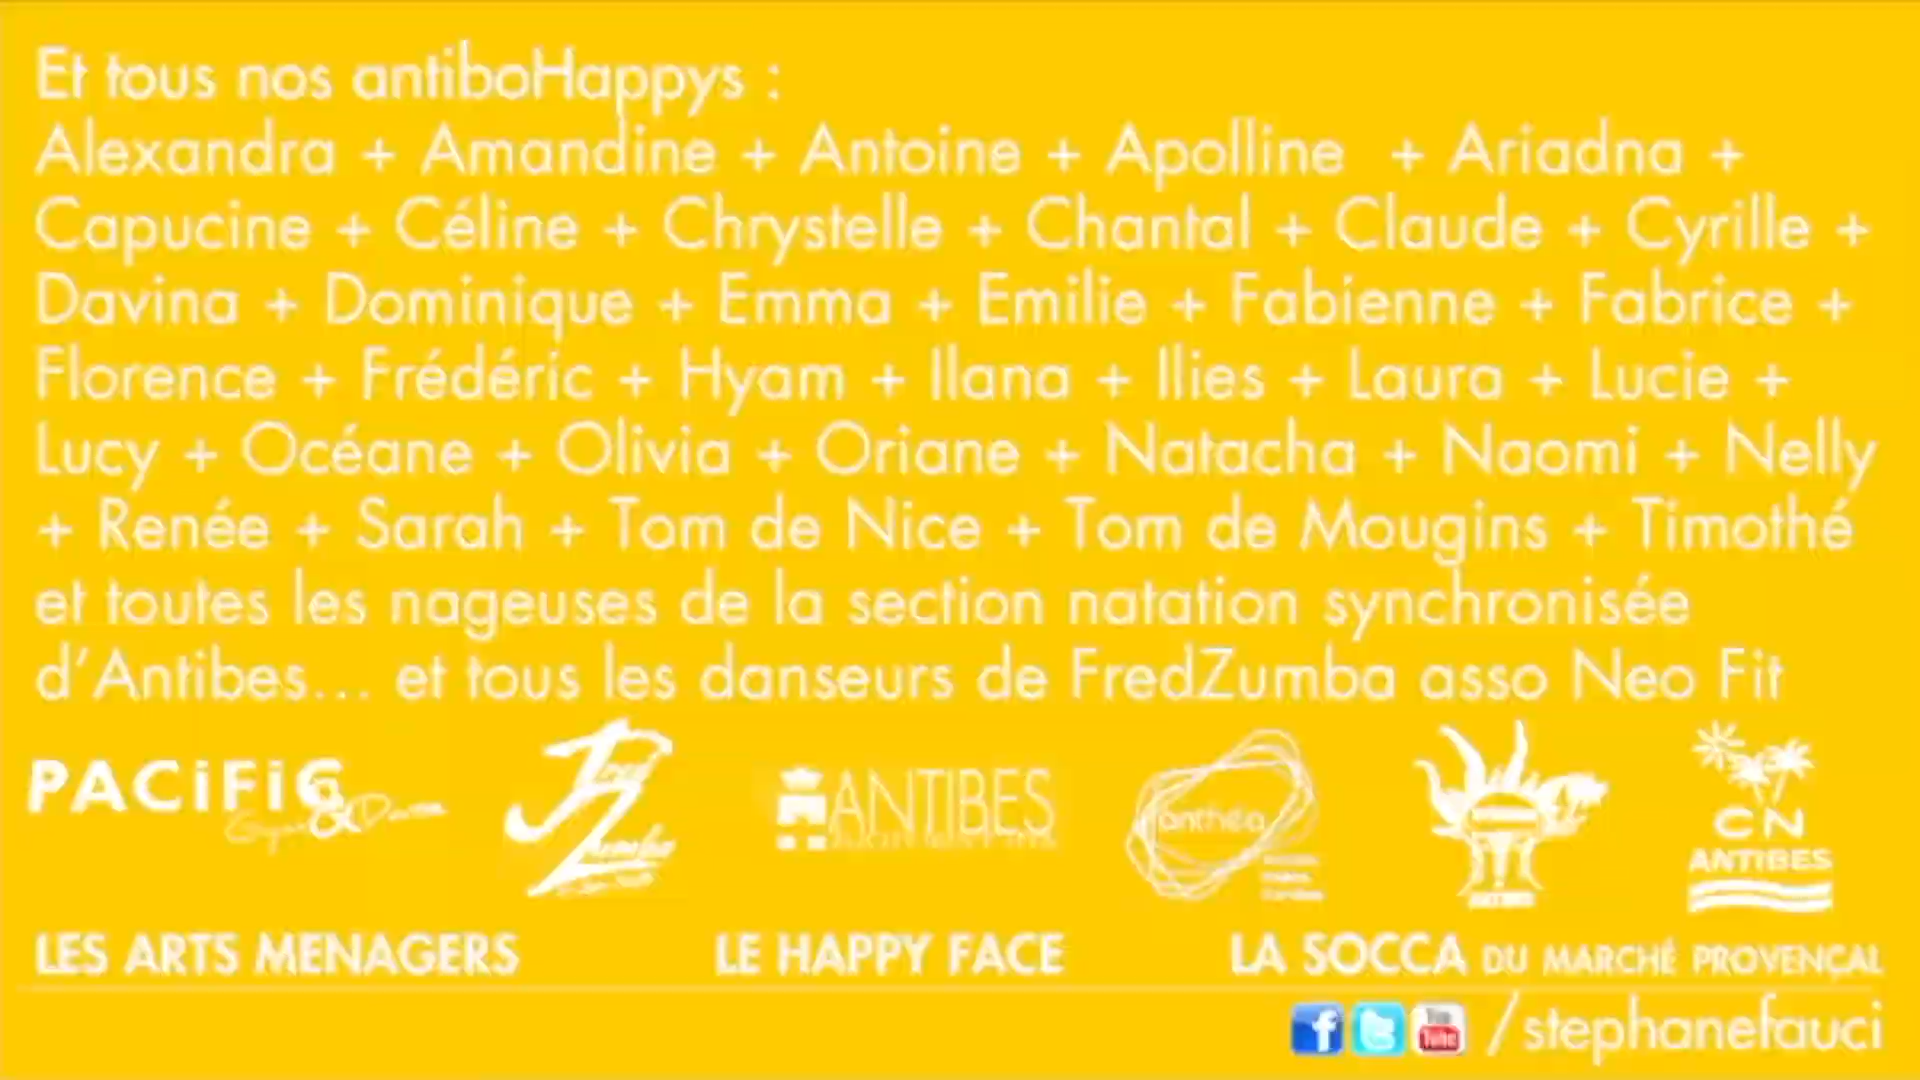 Et tous nos antiboHappys :
Alexandra + Amandine + Antoine + Apolline + Ariadna +
Capucine + Céline + Chrystelle + Chantal + Claude + Cyrille +
Davina + Dominique + Emma + Emilie + Fabienne + Fabrice +
Florence + Frédéric + Hyam + Ilana + Ilies + Laura + Lucie +
Lucy + Océane + Olivia + Oriane + Natacha + Naomi + Nelly
+ Renée + Sarah + Tom de Nice + Tom de Mougins + Timothé
et toutes les nageuses de la section natation synchronisée
d'Antibes... et tous les danseurs de FredZumba asso Neo Fit
PACiFiC
&
Fred
Zumba
ANTIBES
anthéa
CN
ANTIBES
LES ARTS MENAGERS
LE HAPPY FACE
LA SOCCA DU MARCHÉ PROVENÇAL
/stephanefauci